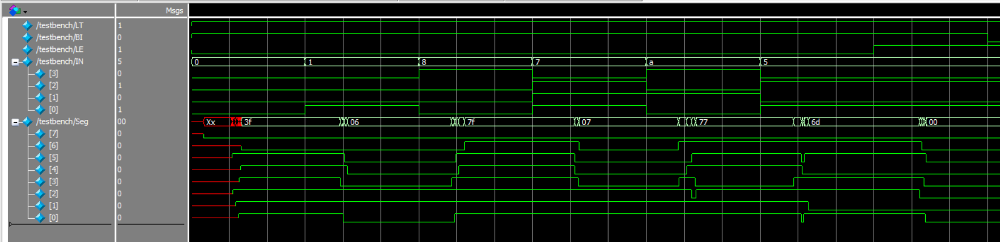 Msgs
/testbench/LT 1
/testbench/BI 0
/testbench/LE 1
/testbench/IN 5 0 1 8 7 a 5
[3] 0
[2] 1
[1] 0
[0] 1
/testbench/Seg 00 Xx 3f 06 7f 07 77 6d 00
[7] 0
[6] 0
[5] 0
[4] 0
[3] 0
[2] 0
[1] 0
[0] 0